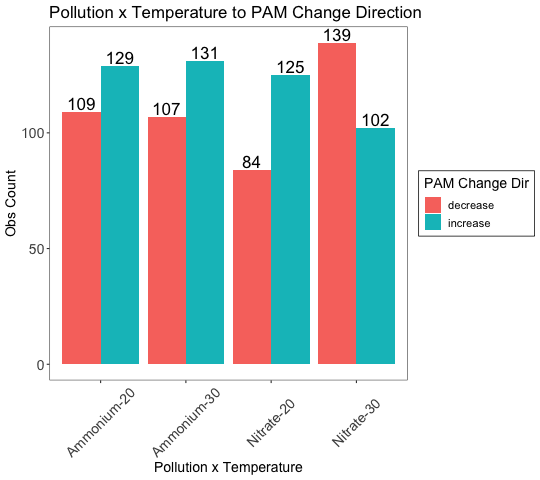 Pollution x Temperature to PAM Change Direction
139
129
131
125
109
107
102
84
100
50
0
Obs Count
PAM Change Dir
decrease
increase
Ammonium-20
Ammonium-30
Nitrate-20
Nitrate-30
Pollution x Temperature